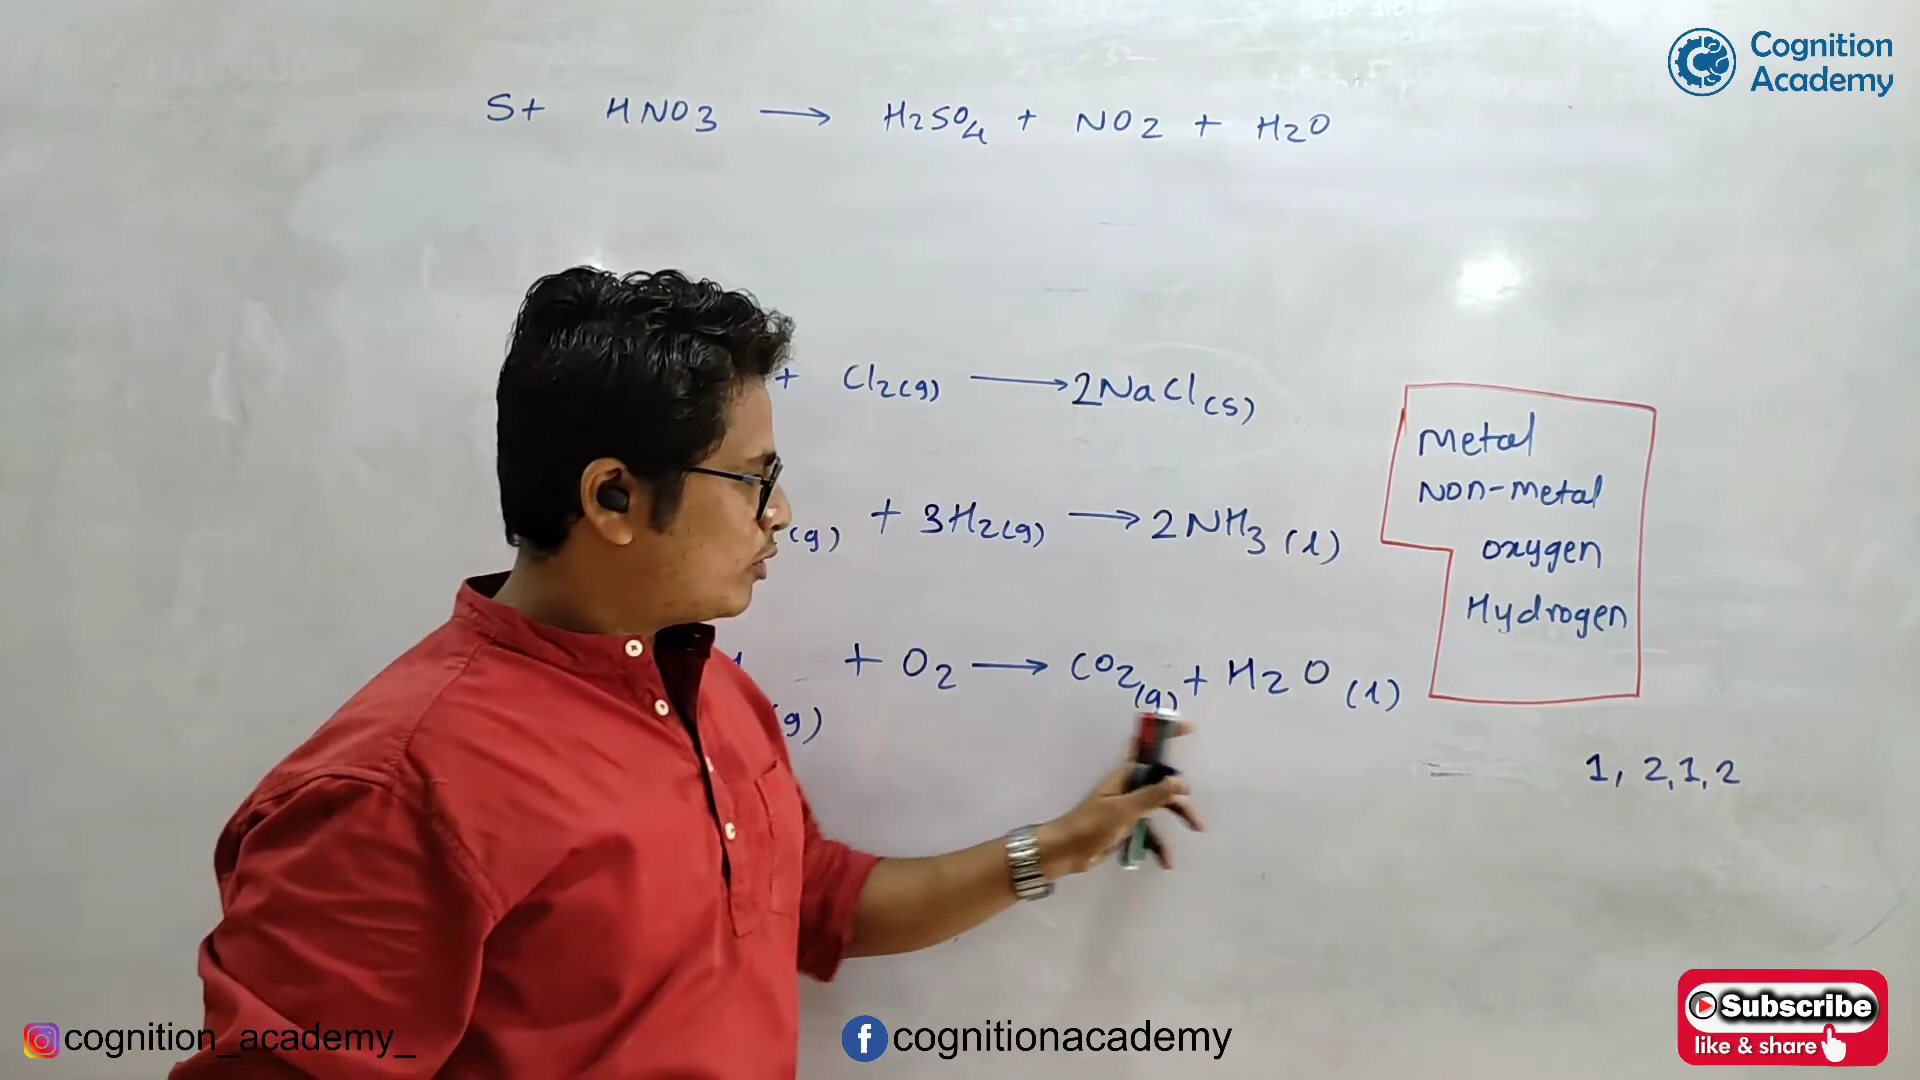 Cognition
Academy
S+ HNO3 → H2SO4 + NO2 + H2O
+ Cl2(g) → 2NaCl(s)
(g) + 3H2(g) → 2NH3(l)
+ O2 → CO2(g) + H2O(l)
(g)
Metal
Non-metal
oxygen
Hydrogen
1, 2,1,2
Subscribe
like & share
cognition_academy_
cognitionacademy